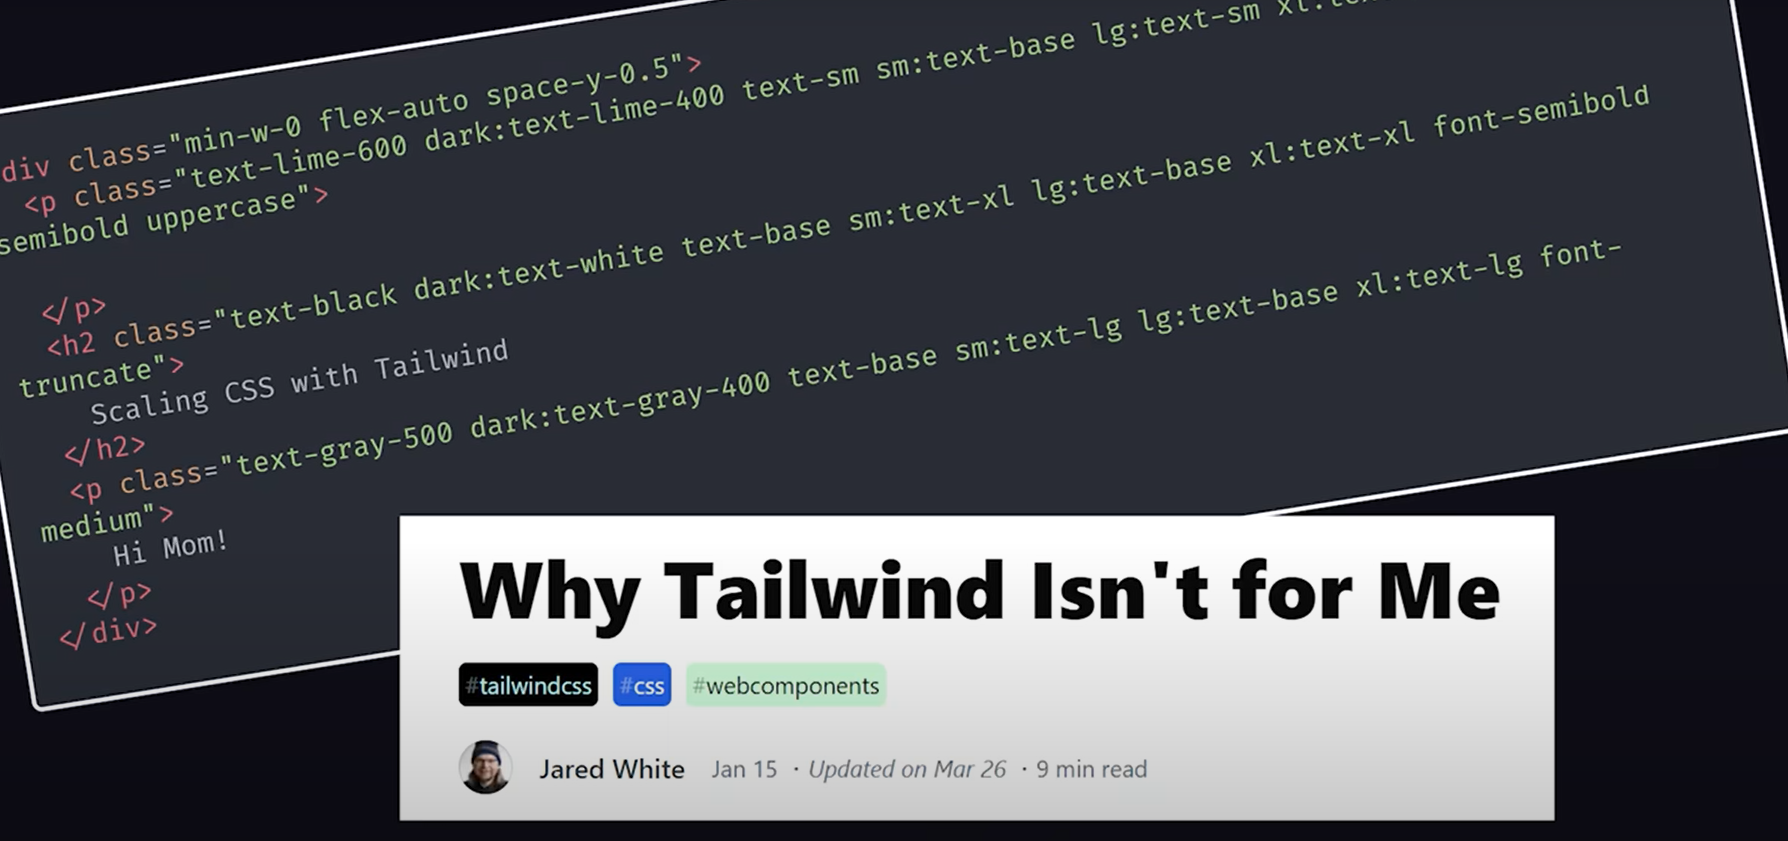 div class="min-w-0 flex-auto space-y-0.5">
<p class="text-lime-600 dark:text-lime-400 text-sm sm:text-base lg:text-sm
semibold uppercase">
</p>
<h2 class="text-black dark:text-white text-base sm:text-xl lg:text-base xl:text-xl font-semibold
truncate">
Scaling CSS with Tailwind
</h2>
<p class="text-gray-500 dark:text-gray-400 text-base sm:text-lg lg:text-base xl:text-lg font-
medium">
Hi Mom!
</p>
</div>
Why Tailwind Isn't for Me
#tailwindcss #css #webcomponents
Jared White Jan 15 · Updated on Mar 26 · 9 min read